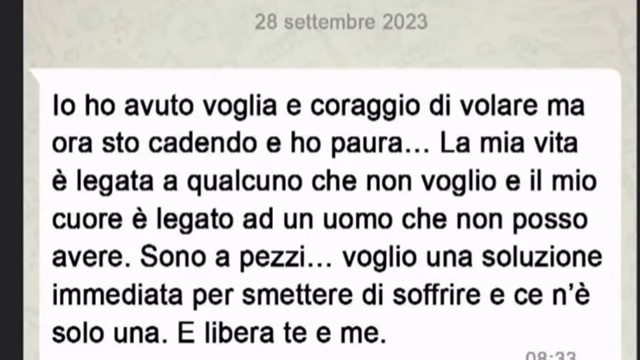 28 settembre 2023
Io ho avuto voglia e coraggio di volare ma
ora sto cadendo e ho paura... La mia vita
è legata a qualcuno che non voglio e il mio
cuore è legato ad un uomo che non posso
avere. Sono a pezzi... voglio una soluzione
immediata per smettere di soffrire e ce n'è
solo una. E libera te e me.
08:33